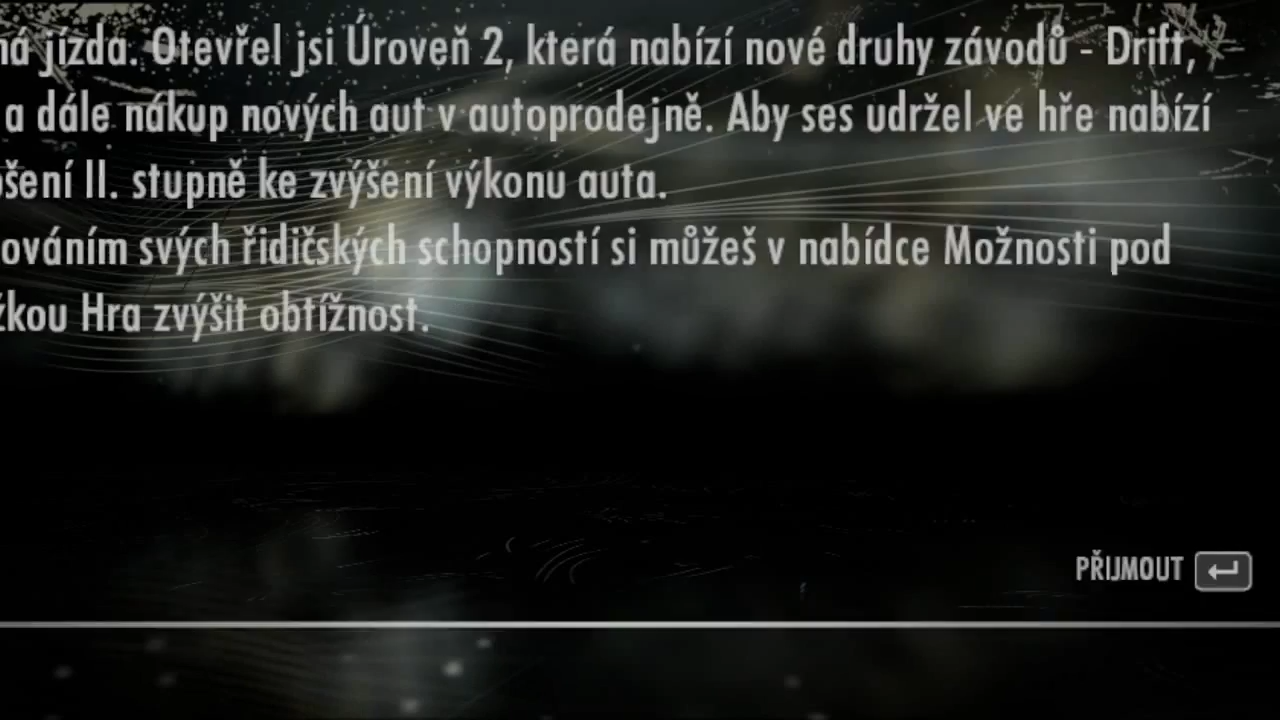 ná jízda. Otevřel jsi Úroveň 2, která nabízí nové druhy závodů - Drift,
a dále nákup nových aut v autoprodejně. Aby ses udržel ve hře nabízí
ošení II. stupně ke zvýšení výkonu auta.
ováním svých řidičských schopností si můžeš v nabídce Možnosti pod
žkou Hra zvýšit obtížnost.
PŘIJMOUT